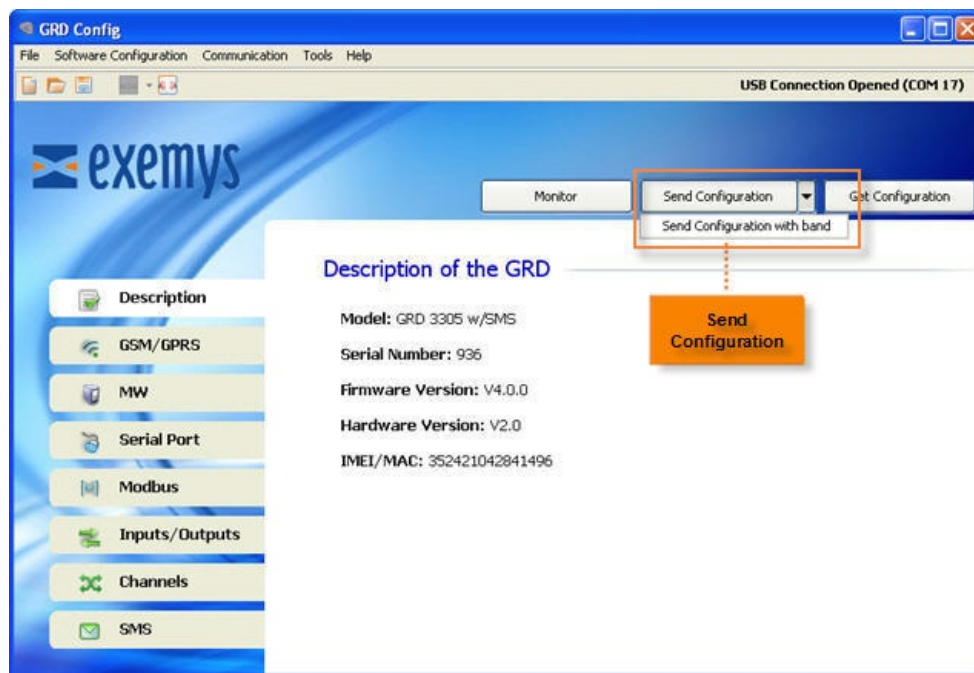 GRD Config
File Software Configuration Communication Tools Help
USB Connection Opened (COM 17)
exemys
Monitor
Send Configuration
Get Configuration
Send Configuration with band
Description of the GRD
Description
Model: GRD 3305 w/SMS
Send
Configuration
GSM/GPRS
Serial Number: 936
MW
Firmware Version: V4.0.0
Hardware Version: V2.0
Serial Port
IMEI/MAC: 352421042841496
Modbus
Inputs/Outputs
Channels
SMS